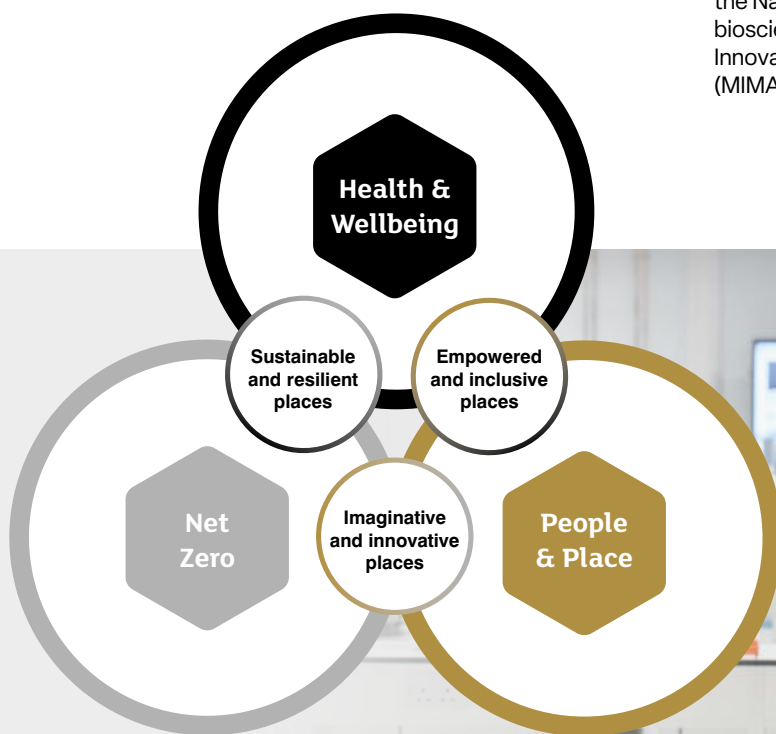 Health &
Wellbeing
Sustainable
and resilient
places
Empowered
and inclusive
places
Net
Zero
Imaginative
and innovative
places
People
& Place